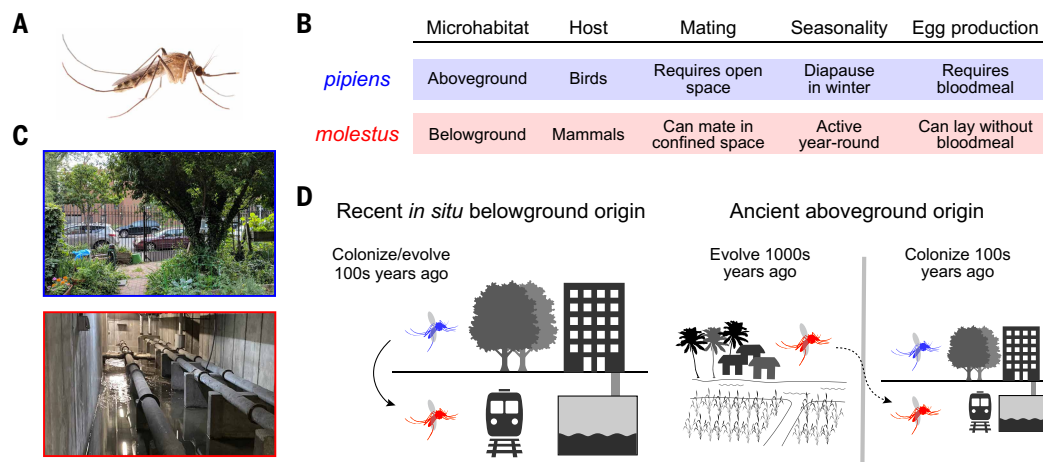 A
B
Microhabitat Host Mating Seasonality Egg production
pipiens Aboveground Birds Requires open space Diapause in winter Requires bloodmeal
molestus Belowground Mammals Can mate in confined space Active year-round Can lay without bloodmeal
C
D
Recent in situ belowground origin
Colonize/evolve
100s years ago
Ancient aboveground origin
Evolve 1000s
years ago
Colonize 100s
years ago